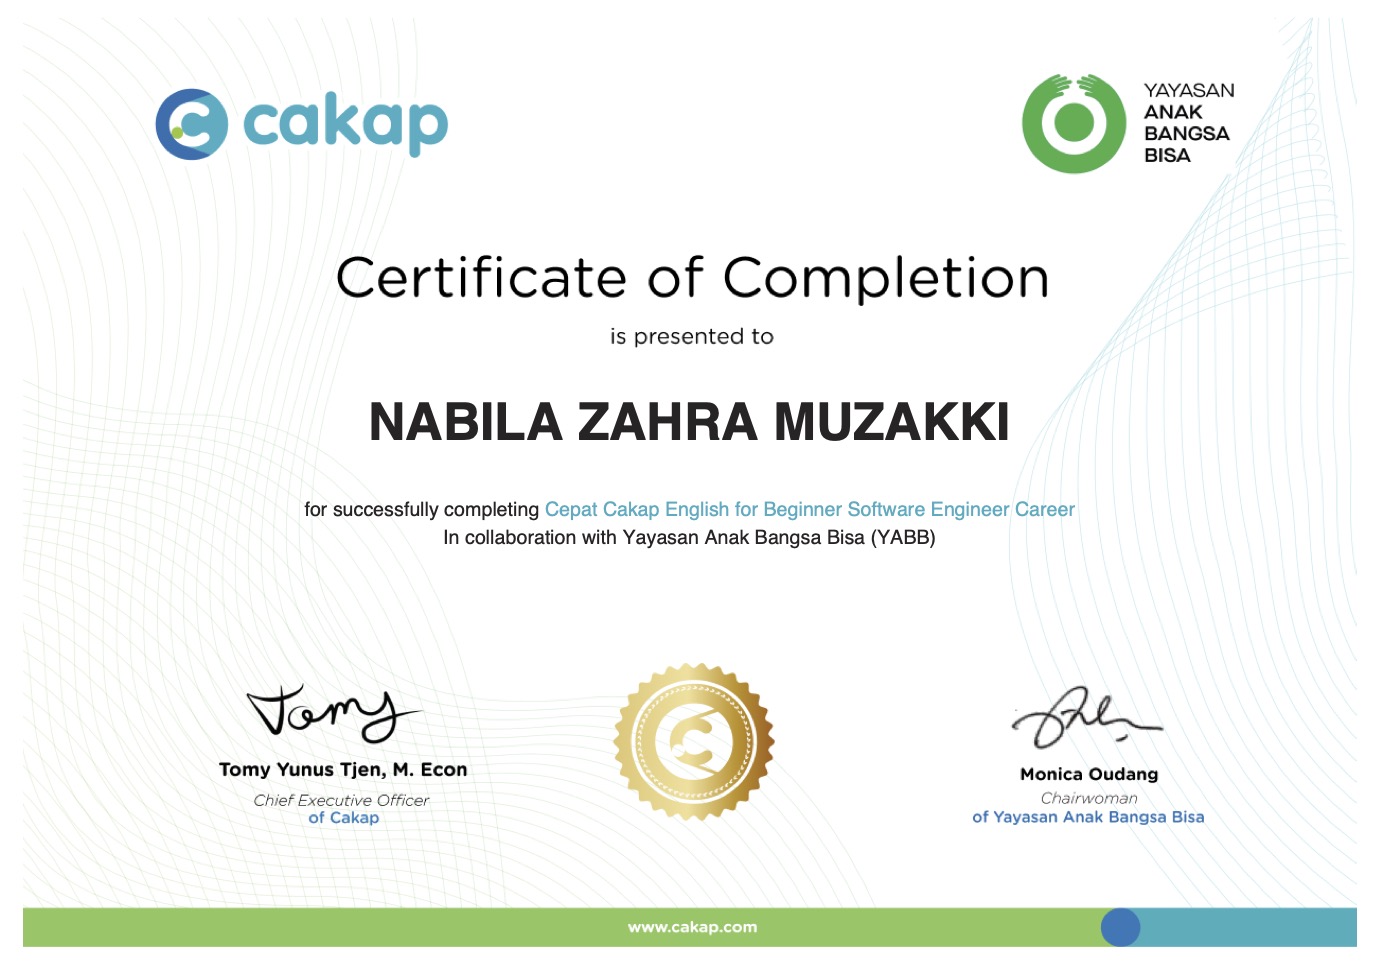 cakap
YAYASAN
ANAK
BANGSA
BISA
Certificate of Completion
is presented to
NABILA ZAHRA MUZAKKI
for successfully completing Cepat Cakap English for Beginner Software Engineer Career
In collaboration with Yayasan Anak Bangsa Bisa (YABB)
Tomy
Tomy Yunus Tjen, M. Econ
Chief Executive Officer
of Cakap
Monica Oudang
Chairwoman
of Yayasan Anak Bangsa Bisa
www.cakap.com